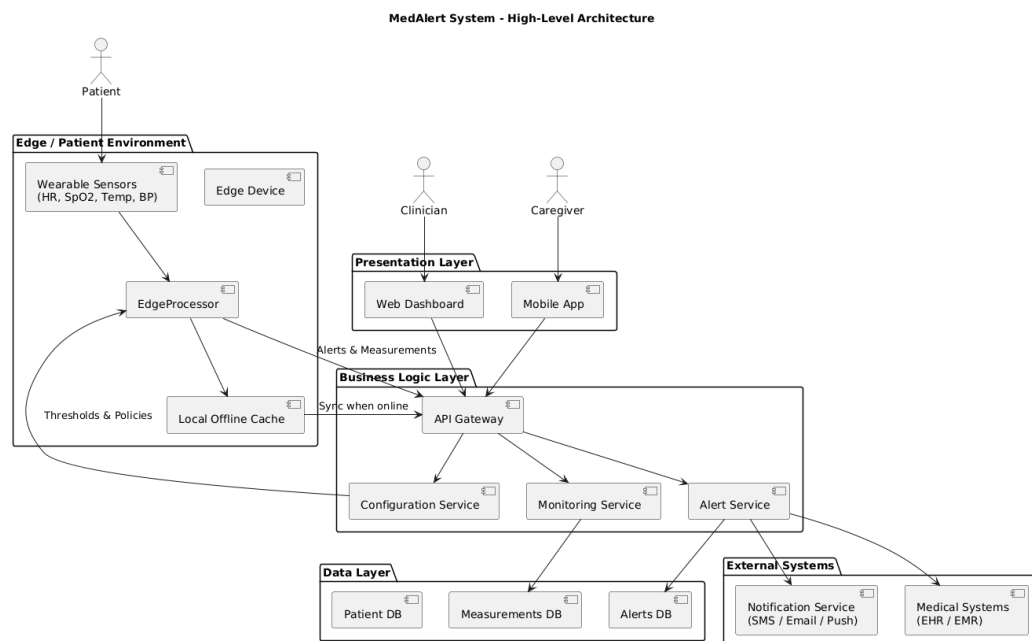 MedAlert System - High-Level Architecture
Patient
Edge / Patient Environment
Wearable Sensors
(HR, SpO2, Temp, BP)
Edge Device
Clinician
Caregiver
Presentation Layer
Web Dashboard
Mobile App
EdgeProcessor
Alerts & Measurements
Business Logic Layer
Thresholds & Policies
Local Offline Cache
Sync when online
API Gateway
Configuration Service
Monitoring Service
Alert Service
Data Layer
Patient DB
Measurements DB
Alerts DB
External Systems
Notification Service
(SMS / Email / Push)
Medical Systems
(EHR / EMR)